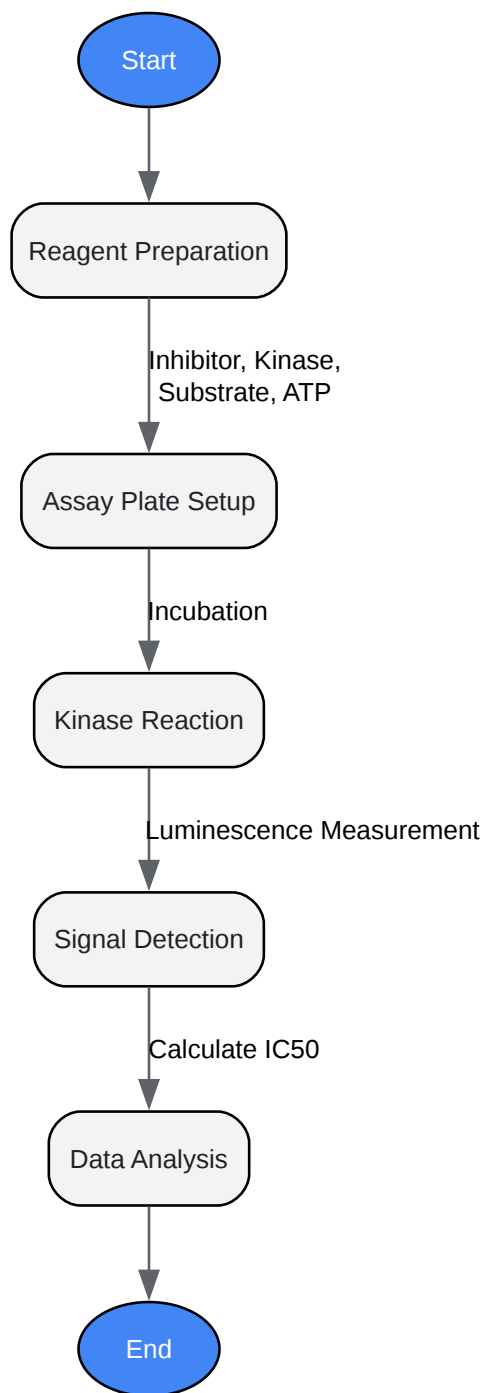 Start
Reagent Preparation
Inhibitor, Kinase,
Substrate, ATP
Assay Plate Setup
Incubation
Kinase Reaction
Luminescence Measurement
Signal Detection
Calculate IC50
Data Analysis
End